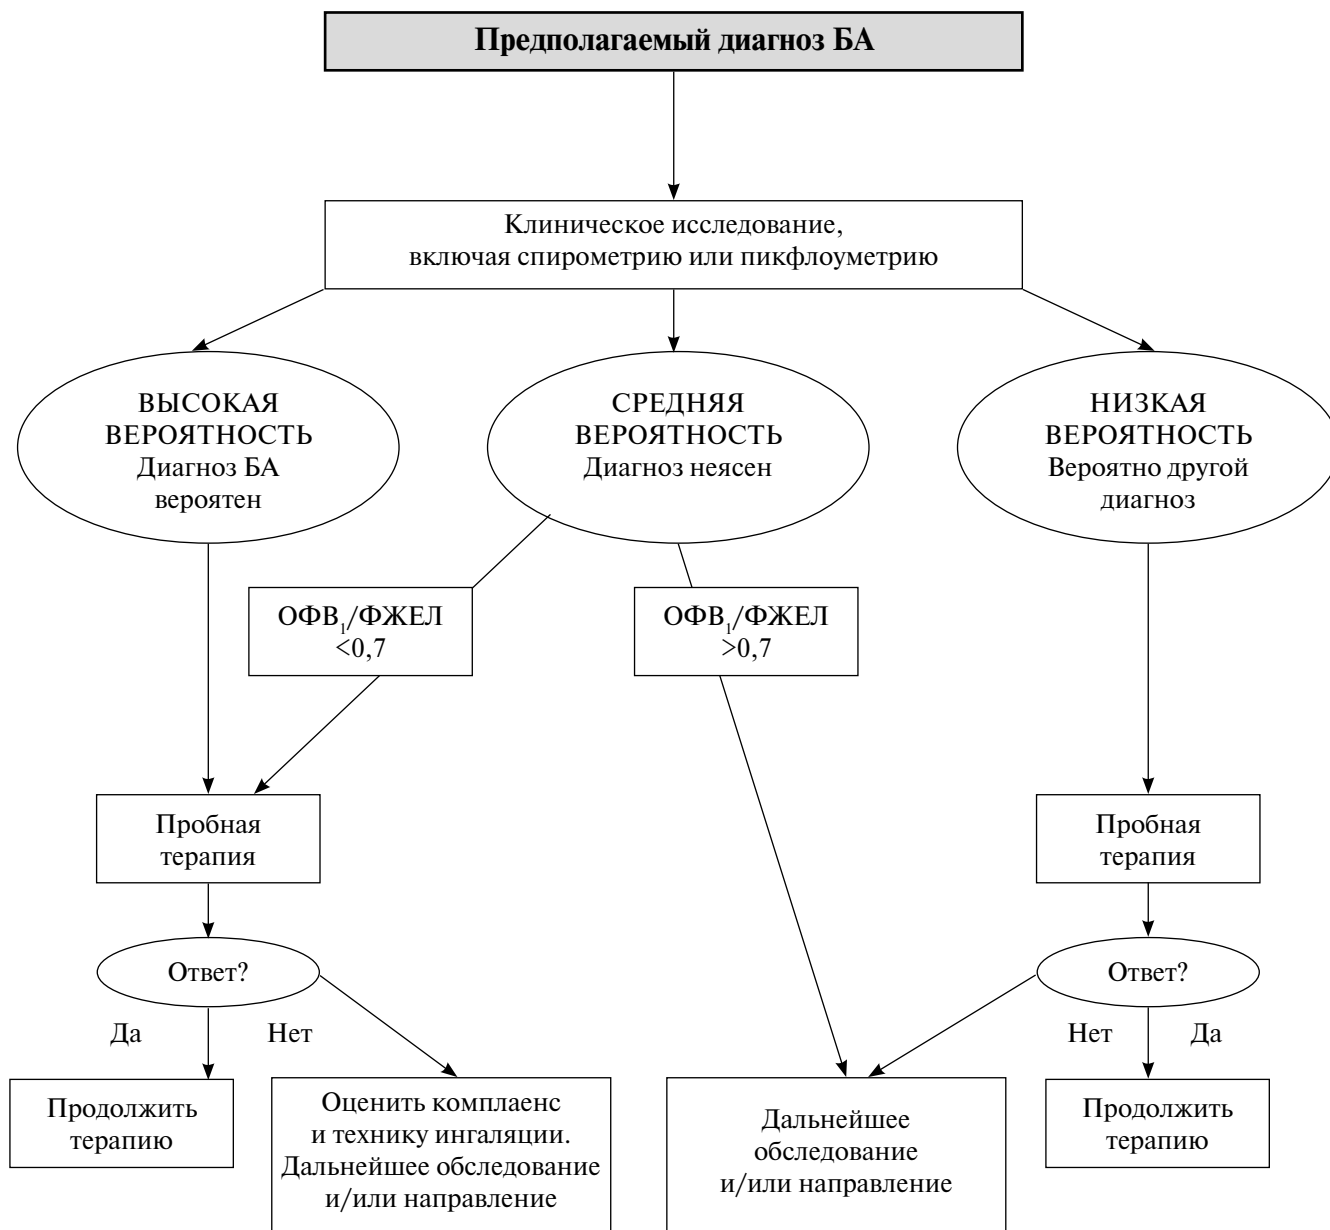 Предполагаемый диагноз БА
Клиническое исследование,
включая спирометрию или пикфлоуметрию
ВЫСОКАЯ
ВЕРОЯТНОСТЬ
Диагноз БА
вероятен
СРЕДНЯЯ
ВЕРОЯТНОСТЬ
Диагноз неясен
НИЗКАЯ
ВЕРОЯТНОСТЬ
Вероятно другой
диагноз
ОФВ₁/ФЖЕЛ
<0,7
ОФВ₁/ФЖЕЛ
>0,7
Пробная
терапия
Пробная
терапия
Ответ?
Ответ?
Да
Нет
Нет
Да
Продолжить
терапию
Оценить комплаенс
и технику ингаляции.
Дальнейшее обследование
и/или направление
Дальнейшее
обследование
и/или направление
Продолжить
терапию